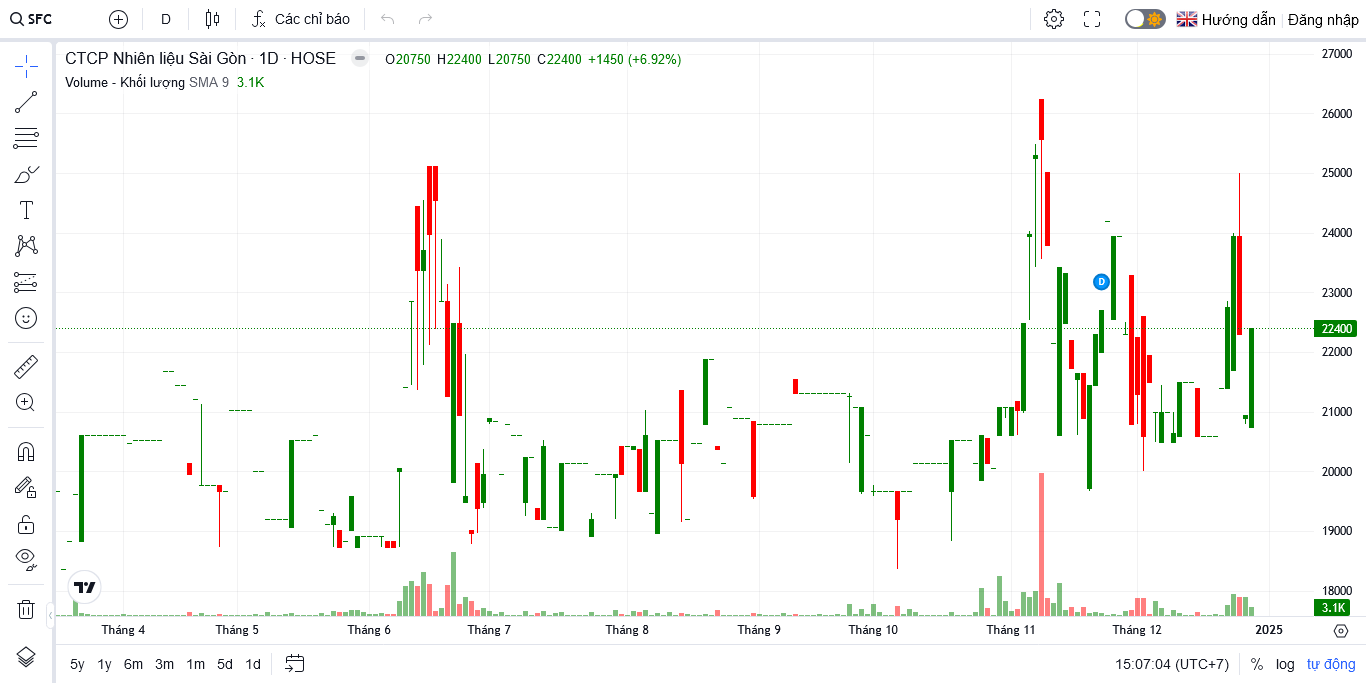 SFC D Các chỉ báo Hướng dẫn Đăng nhập
CTCP Nhiên liệu Sài Gòn · 1D · HOSE O20750 H22400 L20750 C22400 +1450 (+6.92%)
Volume - Khối lượng SMA 9 3.1K
27000
26000
25000
24000
23000
D
22400
22000
21000
20000
19000
18000
3.1K
Tháng 4 Tháng 5 Tháng 6 Tháng 7 Tháng 8 Tháng 9 Tháng 10 Tháng 11 Tháng 12 2025
5y 1y 6m 3m 1m 5d 1d 15:07:04 (UTC+7) % log tự động